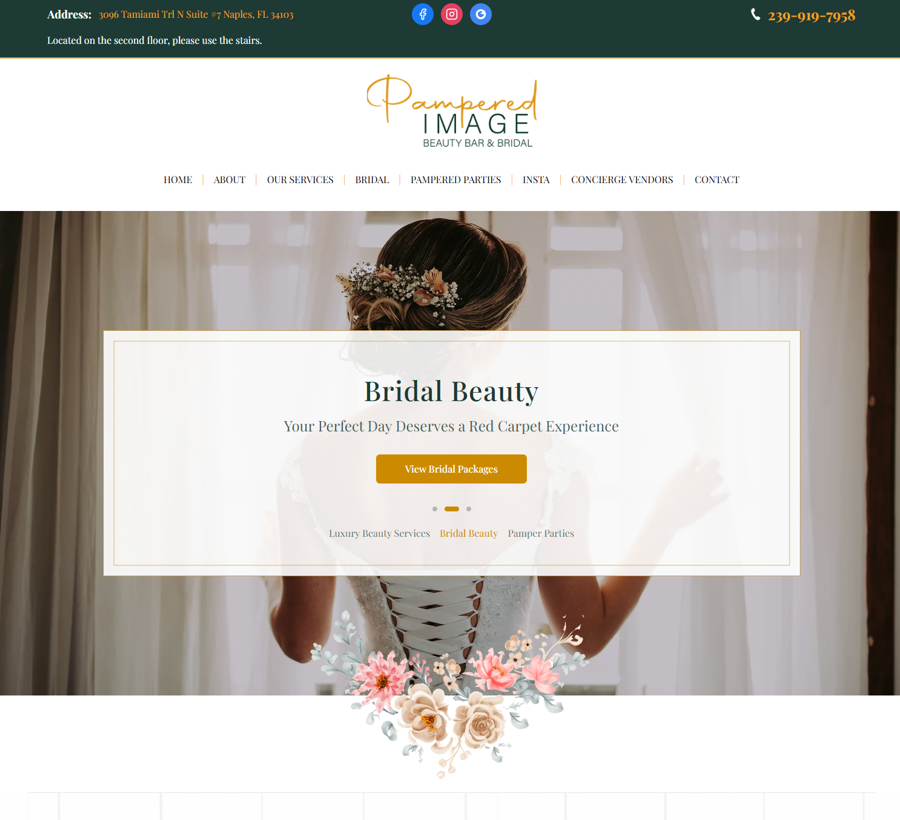 Address: 3096 Tamiami Trl N Suite #7 Naples, FL 34103
239-919-7958
Located on the second floor, please use the stairs.
Pampered
IMAGE
BEAUTY BAR & BRIDAL
HOME | ABOUT | OUR SERVICES | BRIDAL | PAMPERED PARTIES | INSTA | CONCIERGE VENDORS | CONTACT
Bridal Beauty
Your Perfect Day Deserves a Red Carpet Experience
View Bridal Packages
Luxury Beauty Services Bridal Beauty Pamper Parties